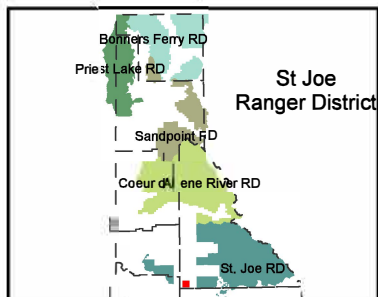 Bonners Ferry RD
Priest Lake RD
St Joe
Ranger District
Sandpoint RD
Coeur d'Alene River RD
St. Joe RD